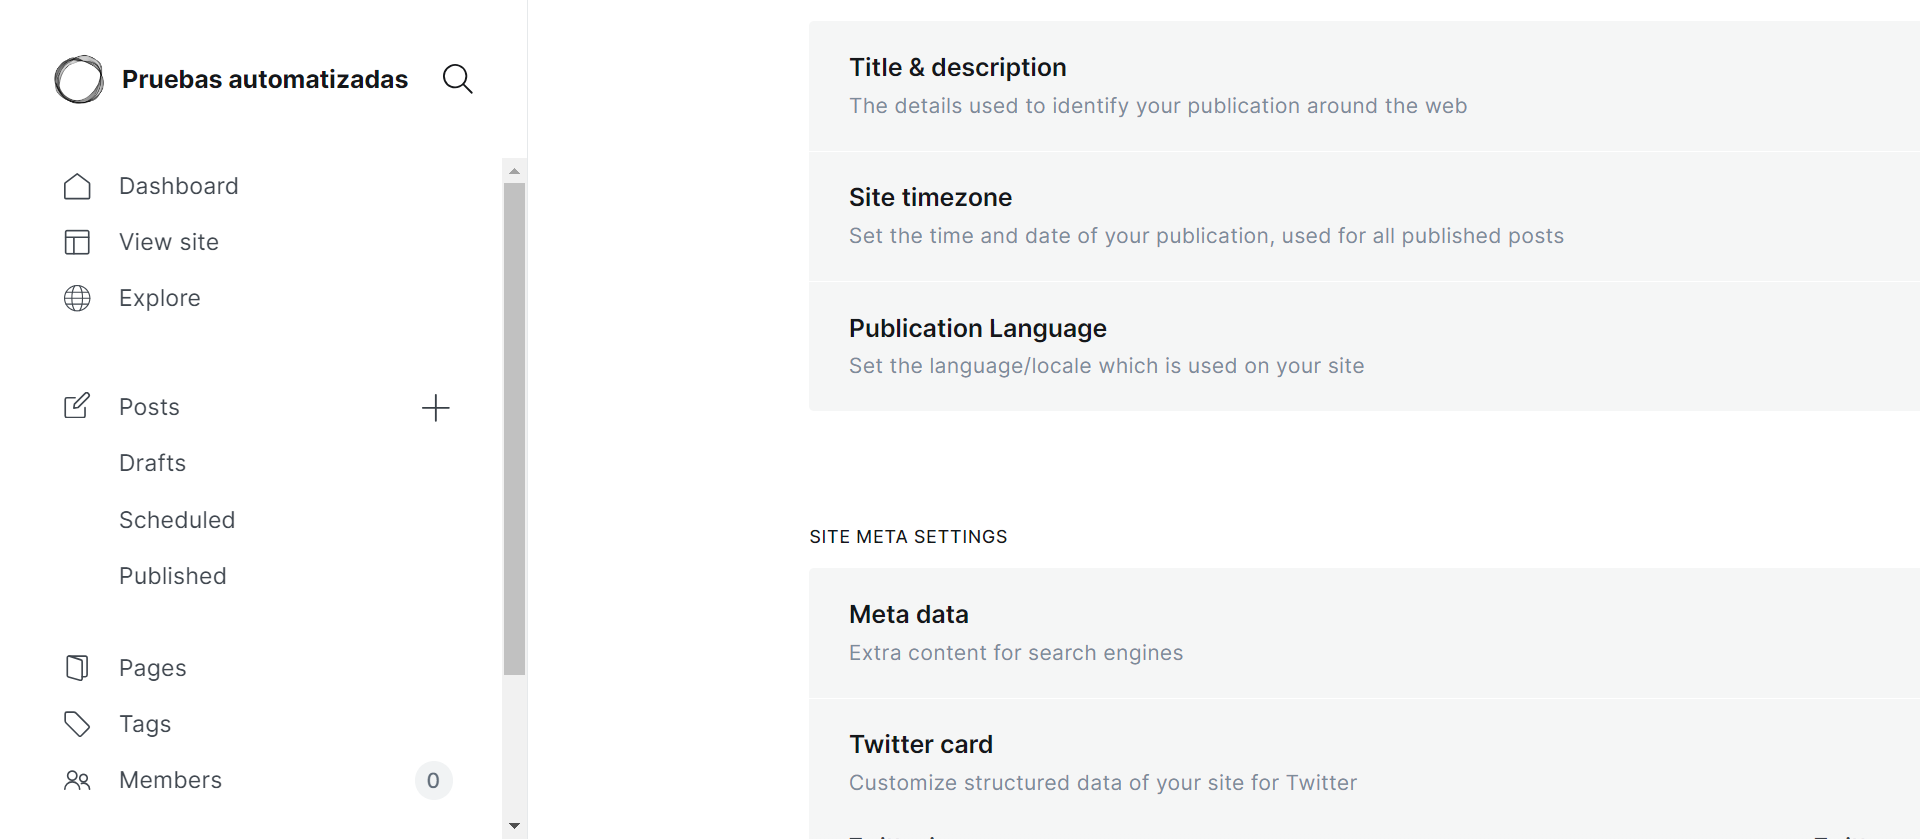 Pruebas automatizadas
Dashboard
View site
Explore
Posts
Drafts
Scheduled
Published
Pages
Tags
Members 0
Title & description
The details used to identify your publication around the web
Site timezone
Set the time and date of your publication, used for all published posts
Publication Language
Set the language/locale which is used on your site
SITE META SETTINGS
Meta data
Extra content for search engines
Twitter card
Customize structured data of your site for Twitter